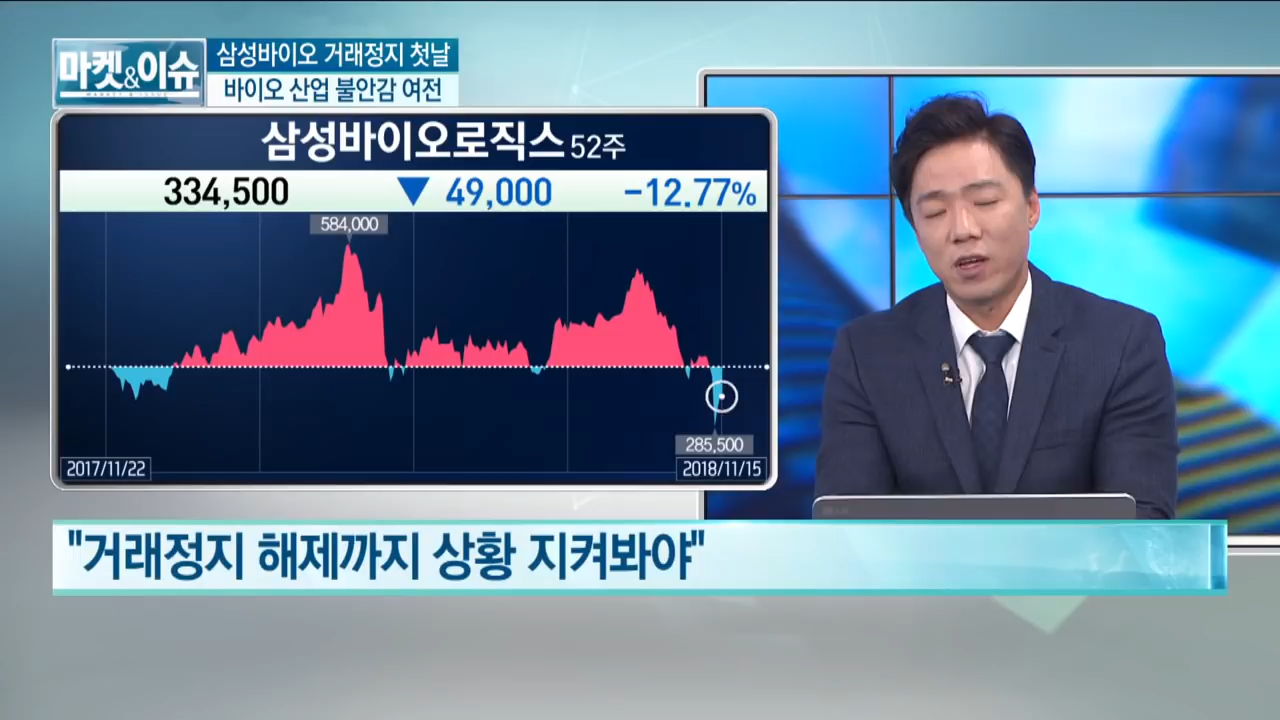 마켓&이슈
MARKET & ISSUE
삼성바이오 거래정지 첫날
바이오 산업 불안감 여전
삼성바이오로직스 52주
334,500 ▼ 49,000 -12.77%
584,000
285,500
2017/11/22
2018/11/15
"거래정지 해제까지 상황 지켜봐야"